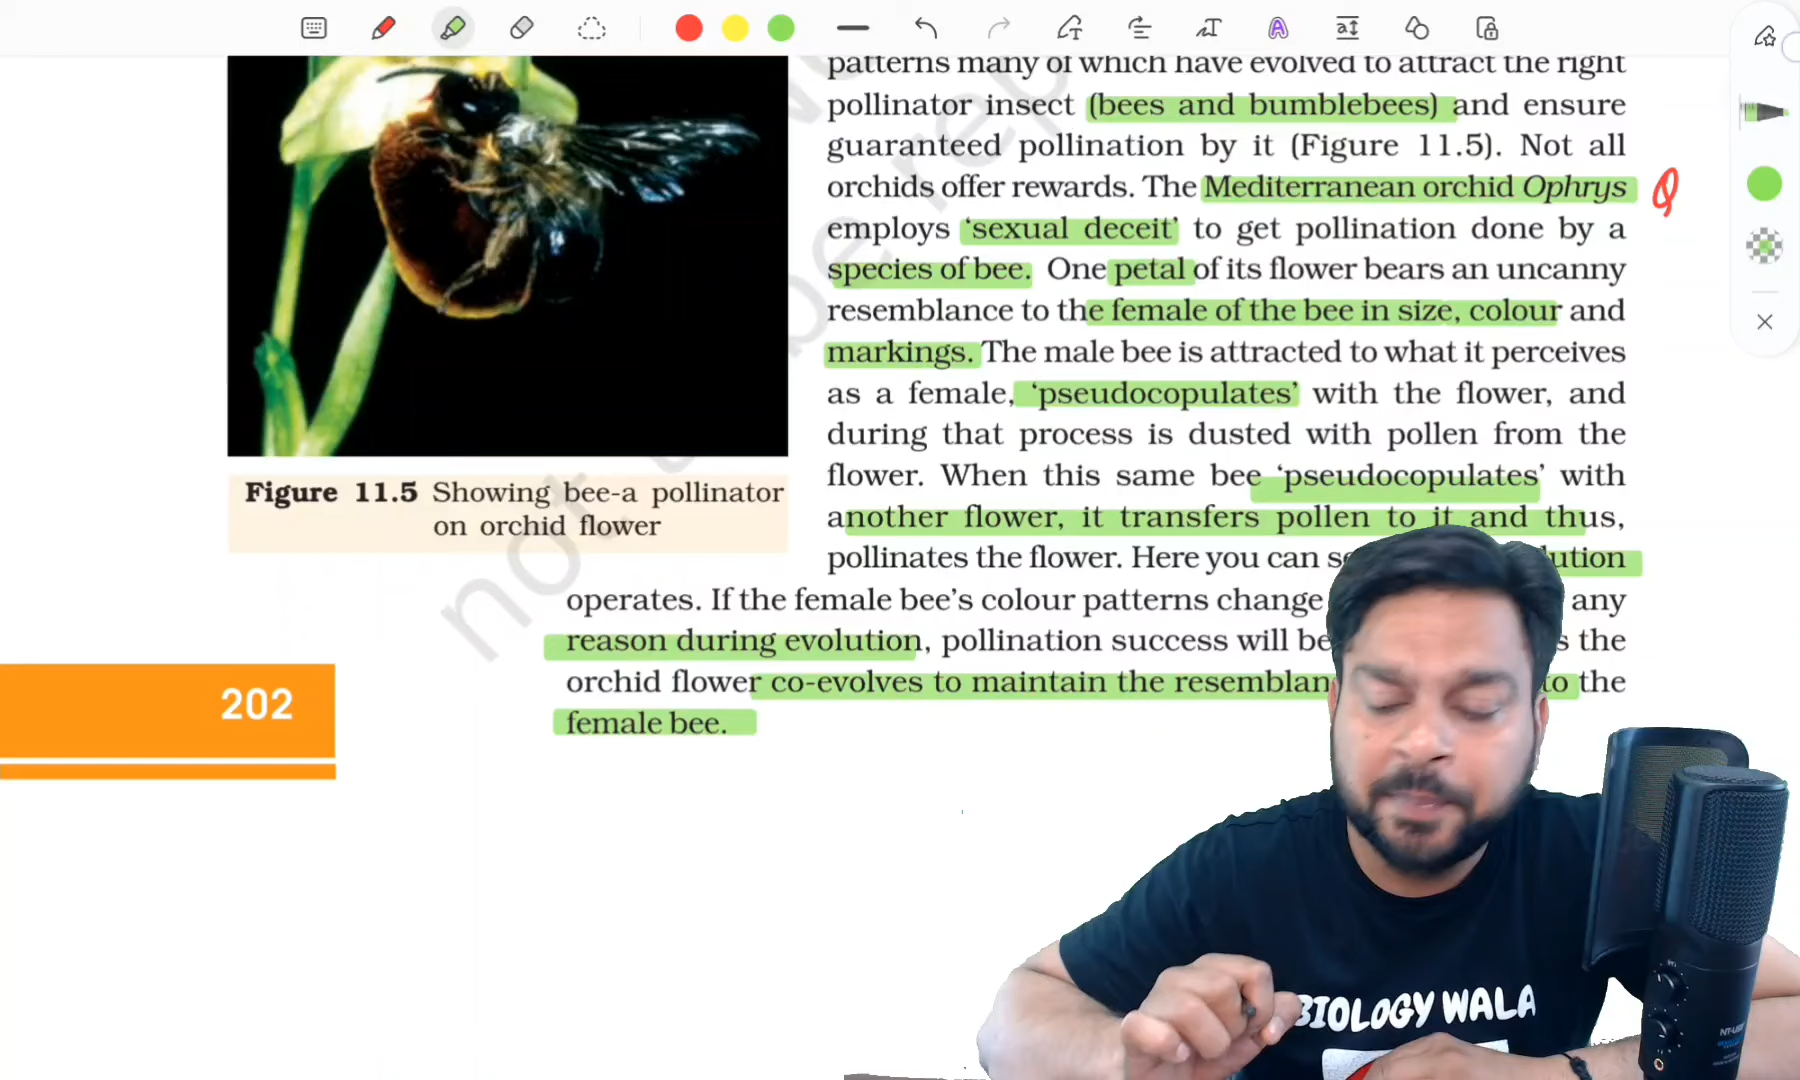 patterns many of which have evolved to attract the right
pollinator insect (bees and bumblebees) and ensure
guaranteed pollination by it (Figure 11.5). Not all
orchids offer rewards. The Mediterranean orchid Ophrys
employs ‘sexual deceit’ to get pollination done by a
species of bee. One petal of its flower bears an uncanny
resemblance to the female of the bee in size, colour and
markings. The male bee is attracted to what it perceives
as a female, ‘pseudocopulates’ with the flower, and
during that process is dusted with pollen from the
flower. When this same bee ‘pseudocopulates’ with
another flower, it transfers pollen to it and thus,
pollinates the flower. Here you can
operates. If the female bee’s colour patterns change any
reason during evolution, pollination success will be the
orchid flower co-evolves to maintain the to the
female bee.
Figure 11.5 Showing bee-a pollinator
on orchid flower
202
not be rep
BIOLOGY WALA